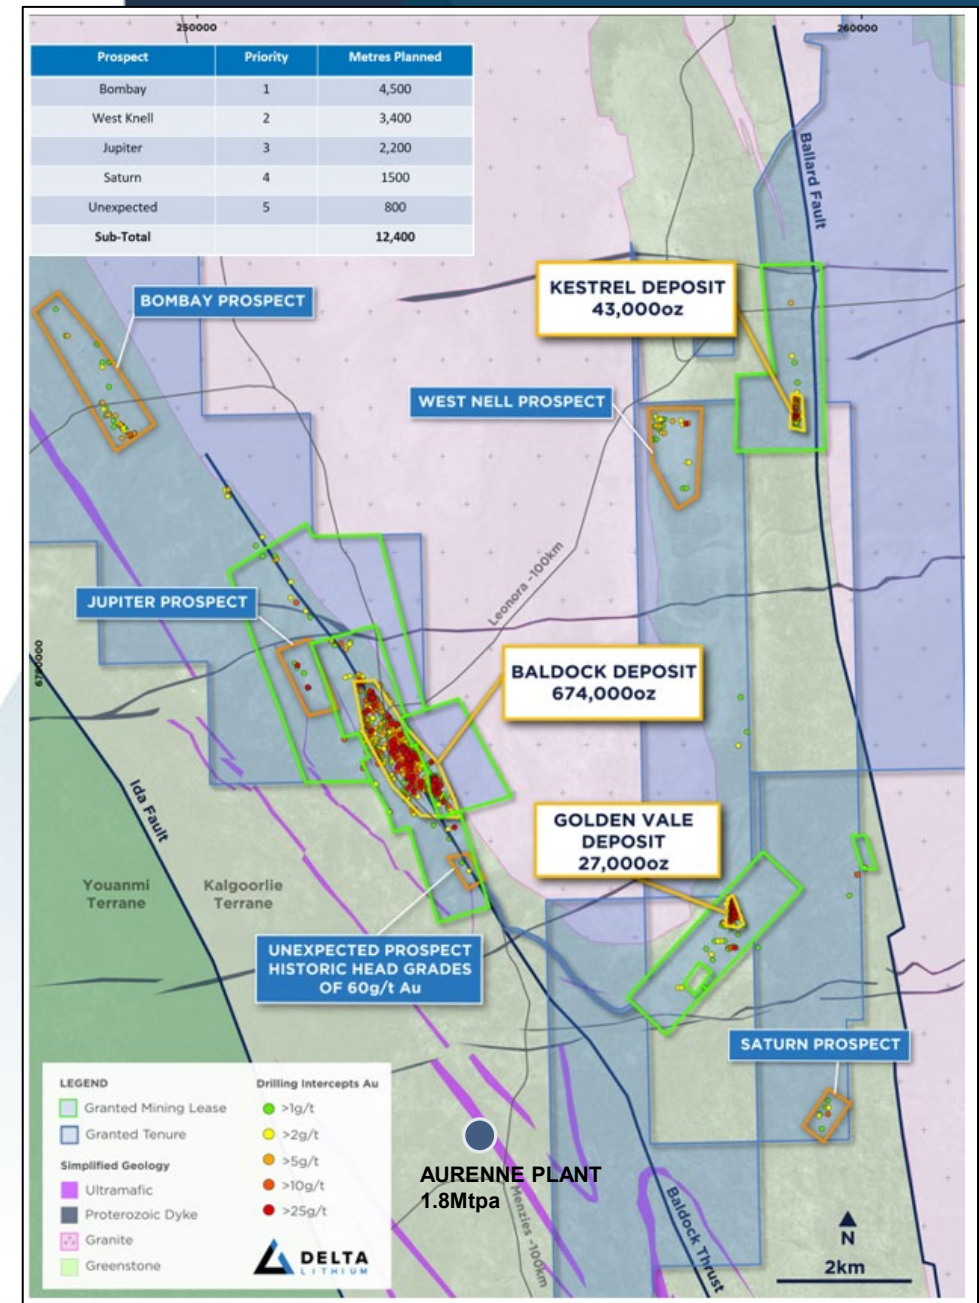 250000
260000
Prospect Priority Metres Planned
Bombay 1 4,500
West Knell 2 3,400
Jupiter 3 2,200
Saturn 4 1500
Unexpected 5 800
Sub-Total 12,400
Ballard Fault
KESTREL DEPOSIT
43,000oz
BOMBAY PROSPECT
WEST NELL PROSPECT
Leonora ~100km
JUPITER PROSPECT
BALDOCK DEPOSIT
674,000oz
Ida Fault
GOLDEN VALE
DEPOSIT
27,000oz
Youanmi
Terrane
Kalgoorlie
Terrane
UNEXPECTED PROSPECT
HISTORIC HEAD GRADES
OF 60g/t Au
SATURN PROSPECT
AURENNE PLANT
1.8Mtpa
Menzies ~100km
Baldock Thrust
LEGEND
Granted Mining Lease
Granted Tenure
Simplified Geology
Ultramafic
Proterozoic Dyke
Granite
Greenstone
Drilling Intercepts Au
>1g/t
>2g/t
>5g/t
>10g/t
>25g/t
DELTA
LITHIUM
N
2km